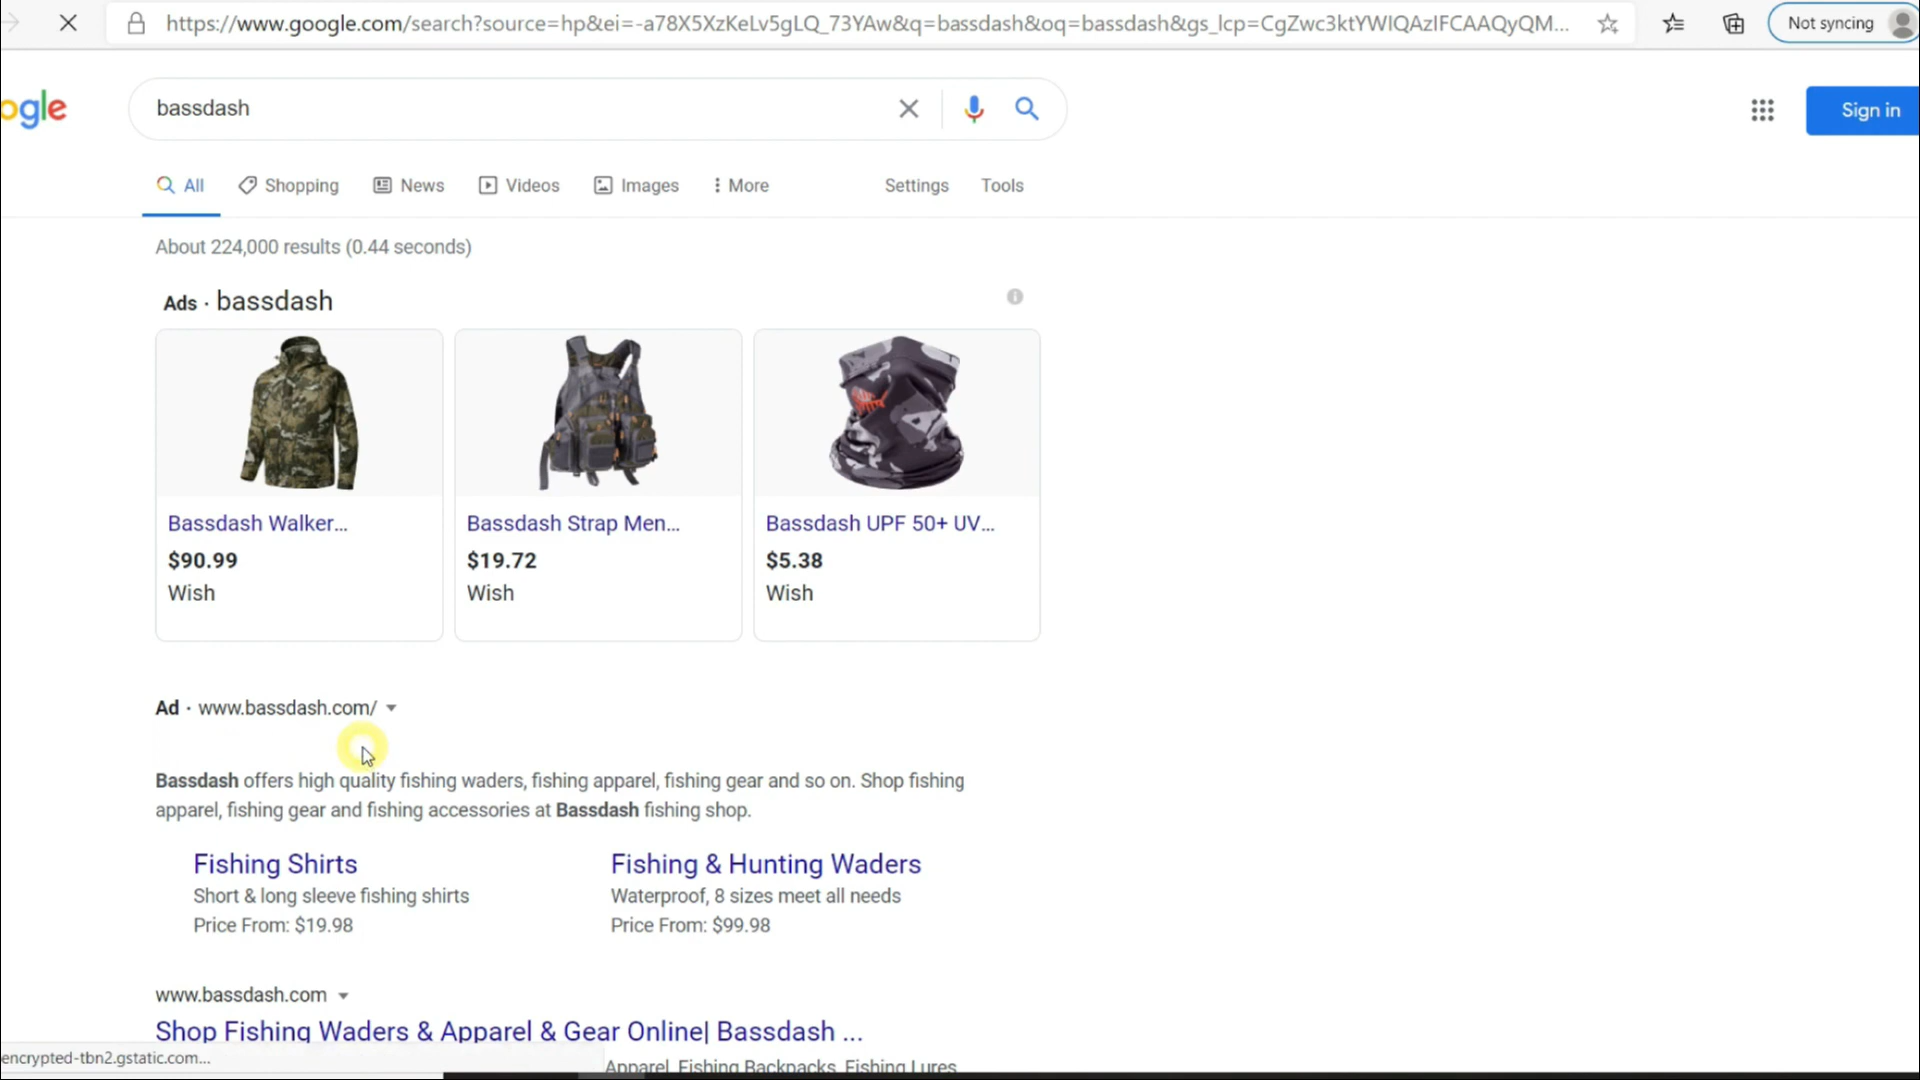 https://www.google.com/search?source=hp&ei=-a78X5XzKeLv5gLQ_73YAw&q=bassdash&oq=bassdash&gs_lcp=CgZwc3ktYWIQAzIFCAAQyQM...
Not syncing
ogle
bassdash
Sign in
All
Shopping
News
Videos
Images
More
Settings
Tools
About 224,000 results (0.44 seconds)
Ads · bassdash
Bassdash Walker...
$90.99
Wish
Bassdash Strap Men...
$19.72
Wish
Bassdash UPF 50+ UV...
$5.38
Wish
Ad · www.bassdash.com/
Bassdash offers high quality fishing waders, fishing apparel, fishing gear and so on. Shop fishing
apparel, fishing gear and fishing accessories at Bassdash fishing shop.
Fishing Shirts
Short & long sleeve fishing shirts
Price From: $19.98
Fishing & Hunting Waders
Waterproof, 8 sizes meet all needs
Price From: $99.98
www.bassdash.com
Shop Fishing Waders & Apparel & Gear Online| Bassdash ...
encrypted-tbn2.gstatic.com...
Apparel, Fishing Backpacks, Fishing Lures